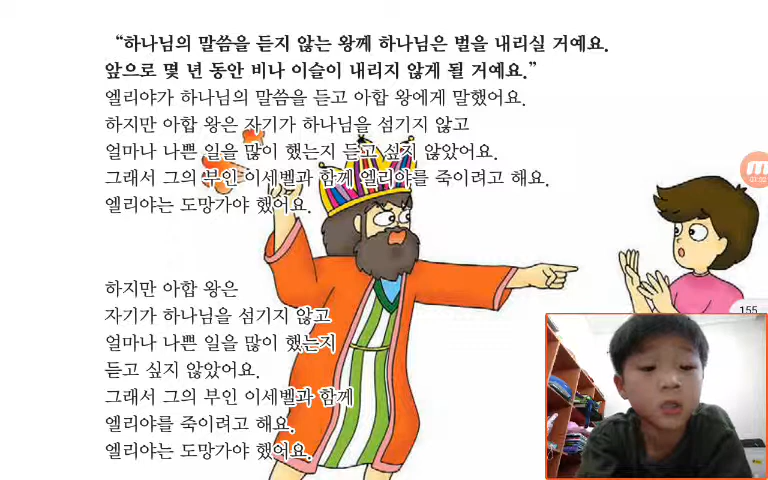 “하나님의 말씀을 듣지 않는 왕께 하나님은 벌을 내리실 거예요.
앞으로 몇 년 동안 비나 이슬이 내리지 않게 될 거예요.”
엘리야가 하나님의 말씀을 듣고 아합 왕에게 말했어요.
하지만 아합 왕은 자기가 하나님을 섬기지 않고
얼마나 나쁜 일을 많이 했는지 듣고 싶지 않았어요.
그래서 그의 부인 이세벨과 함께 엘리야를 죽이려고 해요.
엘리야는 도망가야 했어요.
하지만 아합 왕은
자기가 하나님을 섬기지 않고
얼마나 나쁜 일을 많이 했는지
듣고 싶지 않았어요.
그래서 그의 부인 이세벨과 함께
엘리야를 죽이려고 해요.
엘리야는 도망가야 했어요.
155